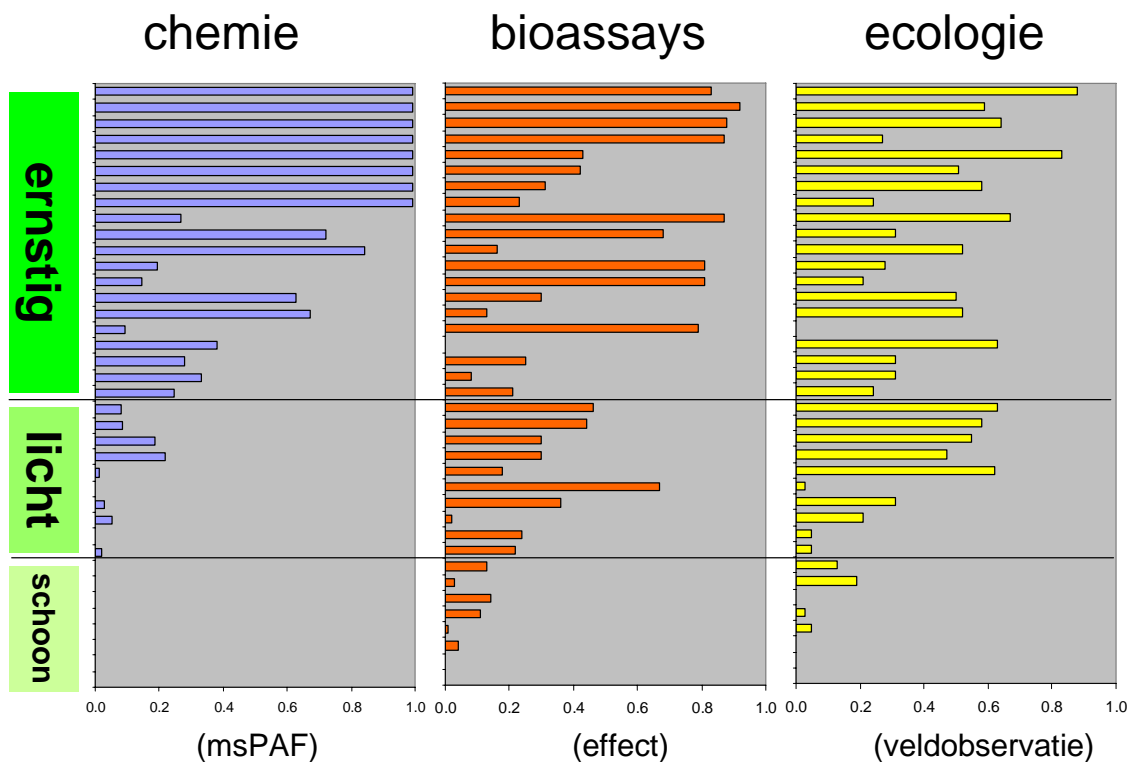 chemie bioassays ecologie
ernstig
licht
schoon
0.0 0.2 0.4 0.6 0.8 1.0 0.0 0.2 0.4 0.6 0.8 1.0 0.0 0.2 0.4 0.6 0.8 1.0
(msPAF) (effect) (veldobservatie)